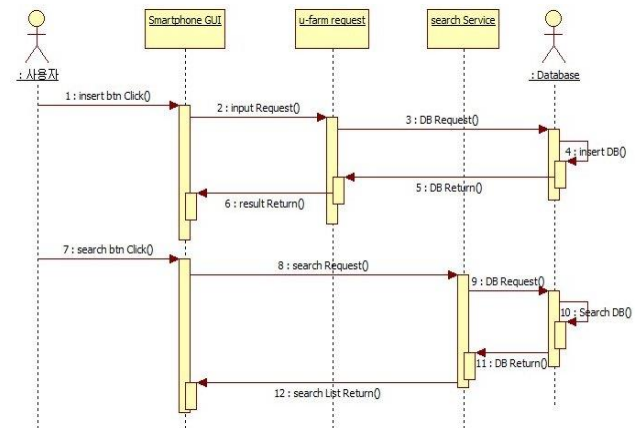 Smartphone GUI
u-farm request
search Service
: 사용자
: Database
1 : insert btn Click()
2 : input Request()
3 : DB Request()
4 : insert DB()
5 : DB Return()
6 : result Return()
7 : search btn Click()
8 : search Request()
9 : DB Request()
10 : Search DB()
11 : DB Return()
12 : search List Return()